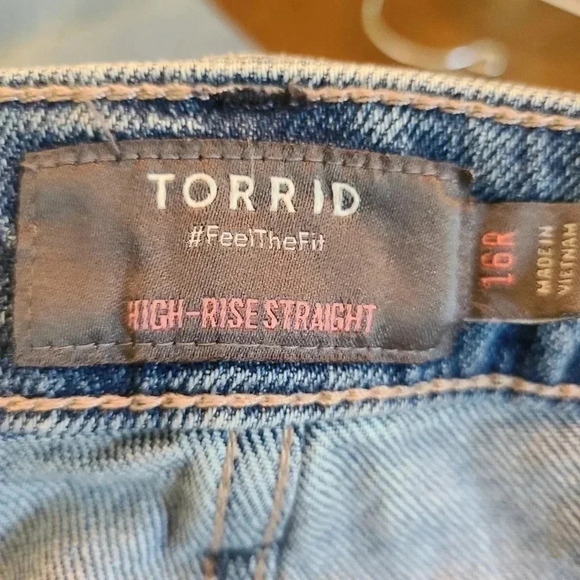 TORRID
#FeelTheFit
HIGH-RISE STRAIGHT
16R
MADE IN
VIETNAM